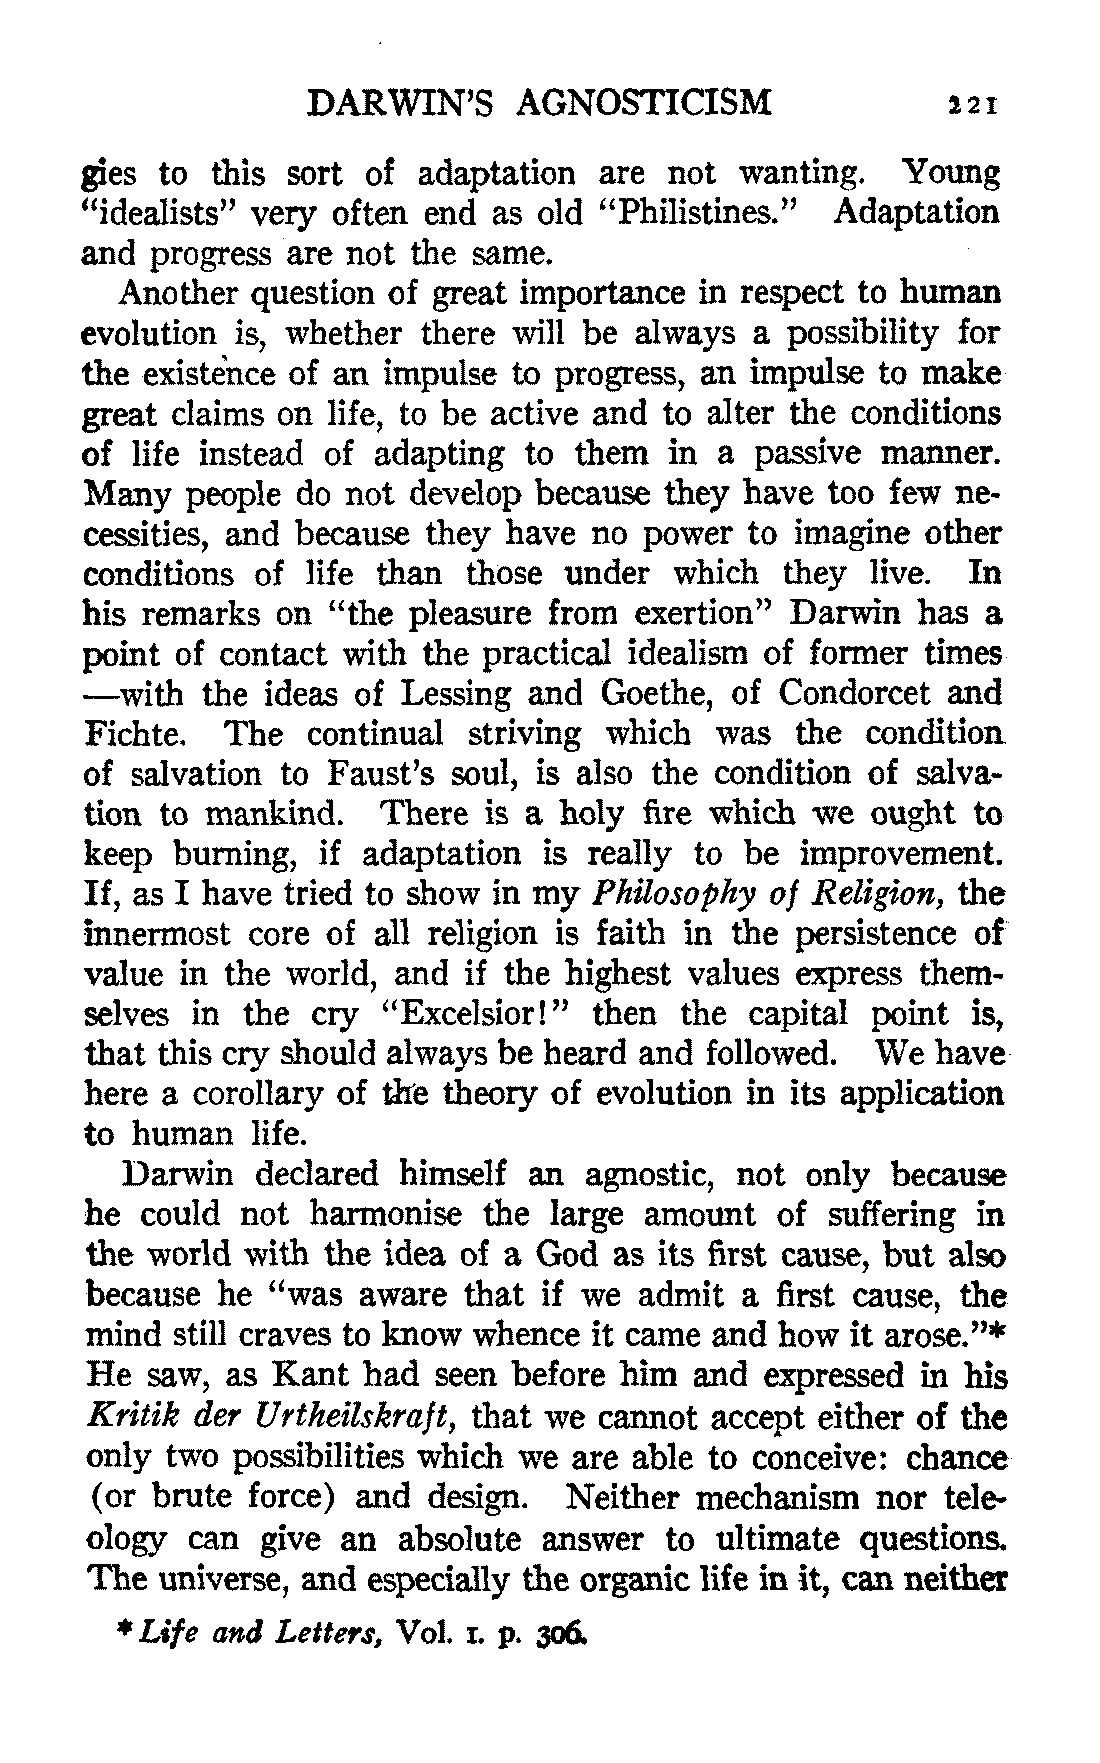 DARWIN'S AGNOSTICISM 221
gies to this sort of adaptation are not wanting. Young
“idealists” very often end as old “Philistines.” Adaptation
and progress are not the same.
Another question of great importance in respect to human
evolution is, whether there will be always a possibility for
the existence of an impulse to progress, an impulse to make
great claims on life, to be active and to alter the conditions
of life instead of adapting to them in a passive manner.
Many people do not develop because they have too few ne-
cessities, and because they have no power to imagine other
conditions of life than those under which they live. In
his remarks on “the pleasure from exertion” Darwin has a
point of contact with the practical idealism of former times
—with the ideas of Lessing and Goethe, of Condorcet and
Fichte. The continual striving which was the condition
of salvation to Faust's soul, is also the condition of salva-
tion to mankind. There is a holy fire which we ought to
keep burning, if adaptation is really to be improvement.
If, as I have tried to show in my Philosophy of Religion, the
innermost core of all religion is faith in the persistence of
value in the world, and if the highest values express them-
selves in the cry “Excelsior!” then the capital point is,
that this cry should always be heard and followed. We have
here a corollary of the theory of evolution in its application
to human life.
Darwin declared himself an agnostic, not only because
he could not harmonise the large amount of suffering in
the world with the idea of a God as its first cause, but also
because he “was aware that if we admit a first cause, the
mind still craves to know whence it came and how it arose.”*
He saw, as Kant had seen before him and expressed in his
Kritik der Urtheilskraft, that we cannot accept either of the
only two possibilities which we are able to conceive: chance
(or brute force) and design. Neither mechanism nor tele-
ology can give an absolute answer to ultimate questions.
The universe, and especially the organic life in it, can neither
* Life and Letters, Vol. I. p. 306.